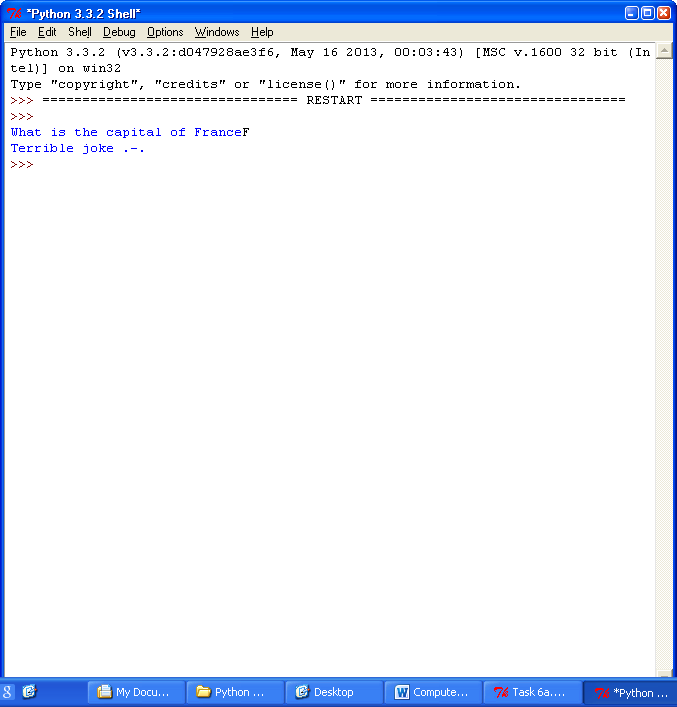 *Python 3.3.2 Shell*
File Edit Shell Debug Options Windows Help
Python 3.3.2 (v3.3.2:d047928ae3f6, May 16 2013, 00:03:43) [MSC v.1600 32 bit (In
tel)] on win32
Type "copyright", "credits" or "license()" for more information.
>>> ================================ RESTART ================================
>>>
What is the capital of FranceF
Terrible joke .-.
>>>
My Docu... Python ... Desktop Compute... Task 6a.... *Python ...